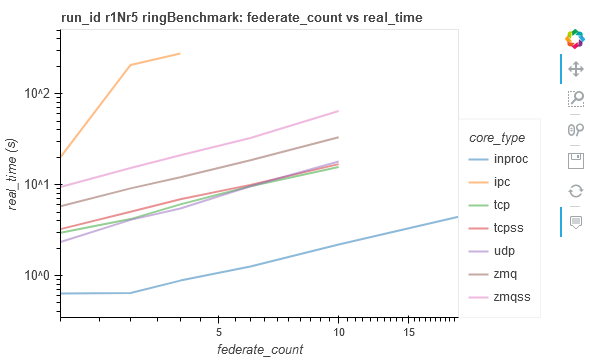 run_id r1Nr5 ringBenchmark: federate_count vs real_time
10^2
10^1
10^0
real_time (s)
5
10
15
federate_count
core_type
inproc
ipc
tcp
tcpss
udp
zmq
zmqss